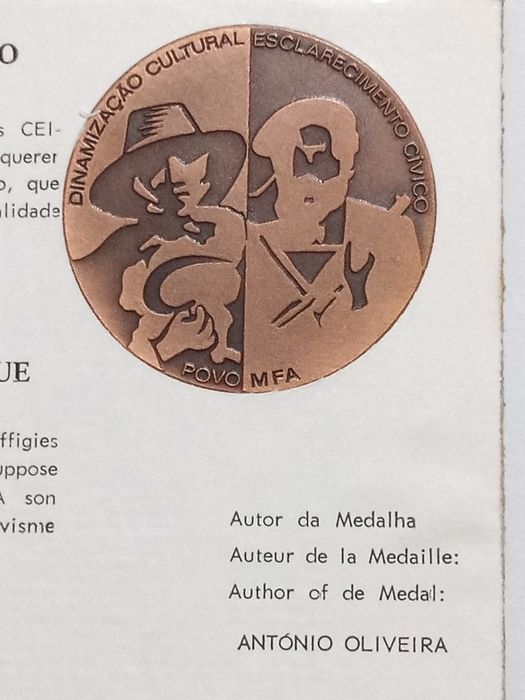 O
DINAMIZAÇÃO CULTURAL
ESCLARECIMENTO CÍVICO
POVO MFA
s CEI-
querer
o, que
alidade
UE
ffigies
uppose
A son
visme
Autor da Medalha
Auteur de la Medaille:
Author of de Medal:
ANTÓNIO OLIVEIRA